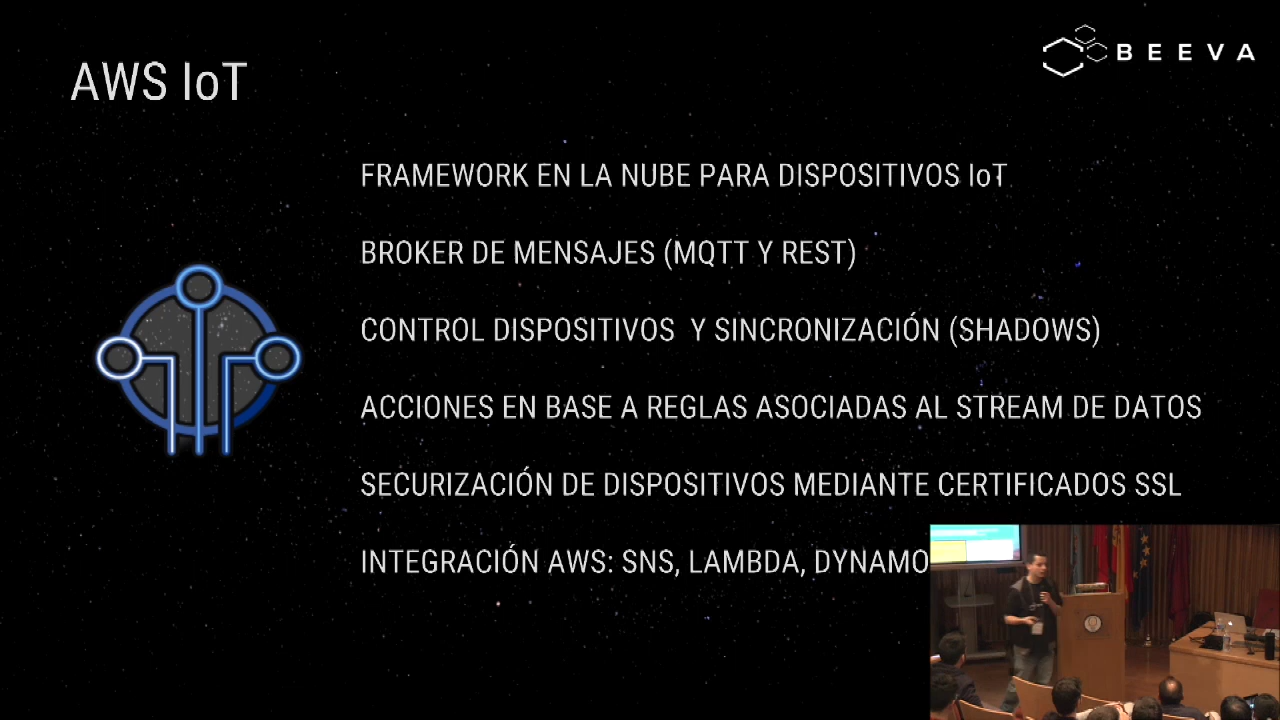 BEEVA
AWS IoT
FRAMEWORK EN LA NUBE PARA DISPOSITIVOS IoT
BROKER DE MENSAJES (MQTT Y REST)
CONTROL DISPOSITIVOS Y SINCRONIZACIÓN (SHADOWS)
ACCIONES EN BASE A REGLAS ASOCIADAS AL STREAM DE DATOS
SECURIZACIÓN DE DISPOSITIVOS MEDIANTE CERTIFICADOS SSL
INTEGRACIÓN AWS: SNS, LAMBDA, DYNAMO